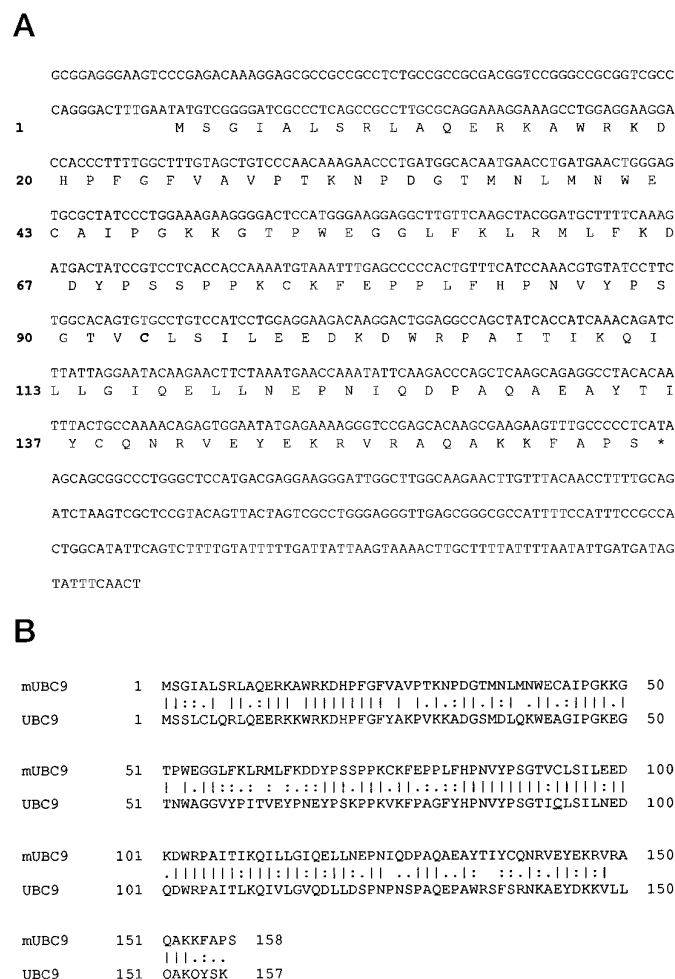 A
GCGGAGGGAAGTCCCGAGACAAAGGAGCGCCGCCGCCTCTGCCGCCGCGACGGTCCGGGCCGCGGTCGCC
CAGGGACTTTGAATATGTCGGGGATCGCCCTCAGCCGCCTTGCGCAGGAAAGGAAAGCCTGGAGGAAGGA
1 M S G I A L S R L A Q E R K A W R K D
CCACCCTTTTGGCTTTGTAGCTGTCCCAACAAAGAACCCTGATGGCACAATGAACCTGATGAACTGGGAG
20 H P F G F V A V P T K N P D G T M N L M N W E
TGCGCTATCCCTGGAAAGAAGGGGACTCCATGGGAAGGAGGCTTGTTCAAGCTACGGATGCTTTTCAAAG
43 C A I P G K K G T P W E G G L F K L R M L F K D
ATGACTATCCGTCCTCACCACCAAAATGTAAATTTGAGCCCCCACTGTTTCATCCAAACGTGTATCCTTC
67 D Y P S S P P K C K F E P P L F H P N V Y P S
TGGCACAGTGTGCCTGTCCATCCTGGAGGAAGACAAGGACTGGAGGCCAGCTATCACCATCAAACAGATC
90 G T V C L S I L E E D K D W R P A I T I K Q I
TTATTAGGAATACAAGAACTTCTAAATGAACCAAATATTCAAGACCCAGCTCAAGCAGAGGCCTACACAA
113 L L G I Q E L L N E P N I Q D P A Q A E A Y T I
TTTACTGCCAAAACAGAGTGGAATATGAGAAAAGGGTCCGAGCACAAGCGAAGAAGTTTGCCCCCTCATA
137 Y C Q N R V E Y E K R V R A Q A K K F A P S *
AGCAGCGGCCCTGGGCTCCATGACGAGGAAGGGATTGGCTTGGCAAGAACTTGTTTACAACCTTTTGCAG
ATCTAAGTCGCTCCGTACAGTTACTAGTCGCCTGGGAGGGTTGAGCGGGCGCCATTTTCCATTTCCGCCA
CTGGCATATTCAGTCTTTTGTATTTTTGATTATTAAGTAAAACTTGCTTTTATTTTAATATTGATGATAG
TATTTCAACT
B
mUBC9 1 MSGIALSRLAQERKAWRKDHPFGFVAVPTKNPDGTMNLMNWECAIPGKKG 50
UBC9 1 MSSLCLQRLQEERKKWRKDHPFGFYAKPVKKADGSMDLQKWEAGIPGKEG 50
mUBC9 51 TPWEGGLFKLRMLFKDDYPSSPPKCKFEPPLFHPNVYPSGTVCLSILEED 100
UBC9 51 TNWAGGVYPITVEYPNEYPSKPPKVKFPAGFYHPNVYPSGTICLSILNED 100
mUBC9 101 KDWRPAITIKQILLGIQELLNEPNIQDPAQAEAYTIYCQNRVEYEKRVRA 150
UBC9 101 QDWRPAITLKQIVLGVQDLLDSPNPNSPAQEPAWRSFSRNKAEYDKKVLL 150
mUBC9 151 QAKKFAPS 158
UBC9 151 QAKQYSK 157